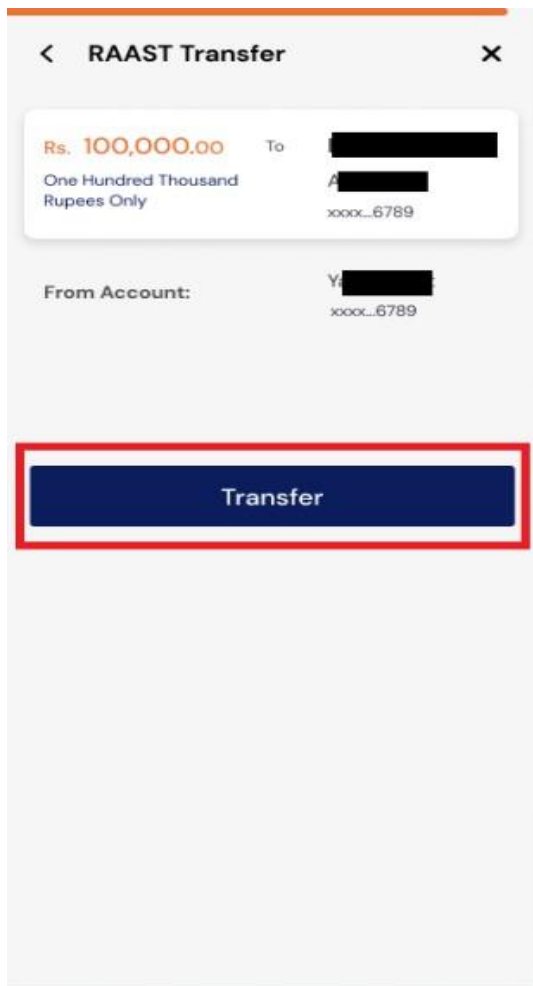 RAAST Transfer
Rs. 100,000.00 To
One Hundred Thousand
Rupees Only
A
xxxx...6789
From Account:
Ya
xxxx...6789
Transfer